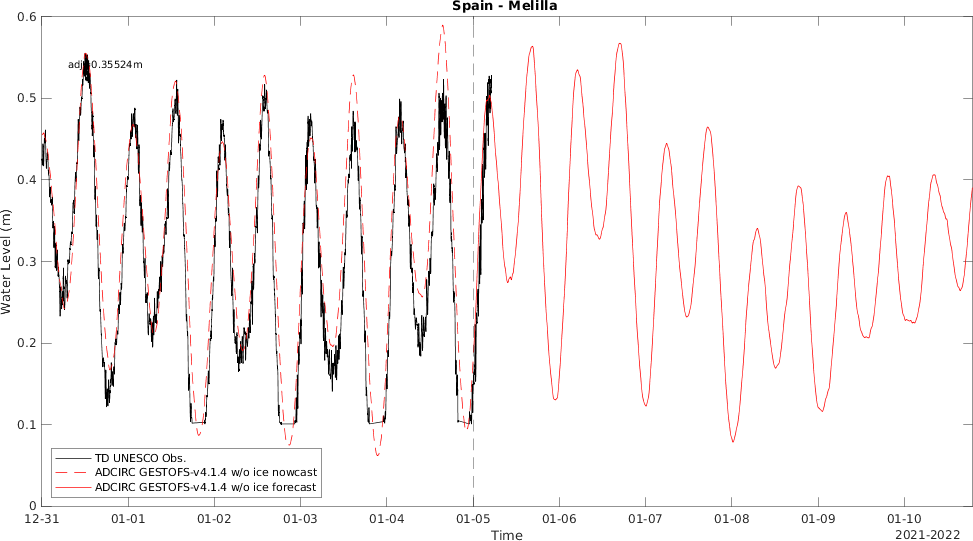 Spain - Melilla
0.6
adj=0.35524m
0.5
0.4
0.3
0.2
0.1
0
Water Level (m)
TD UNESCO Obs.
ADCIRC GESTOFS-v4.1.4 w/o ice nowcast
ADCIRC GESTOFS-v4.1.4 w/o ice forecast
12-31 01-01 01-02 01-03 01-04 01-05 01-06 01-07 01-08 01-09 01-10
Time
2021-2022